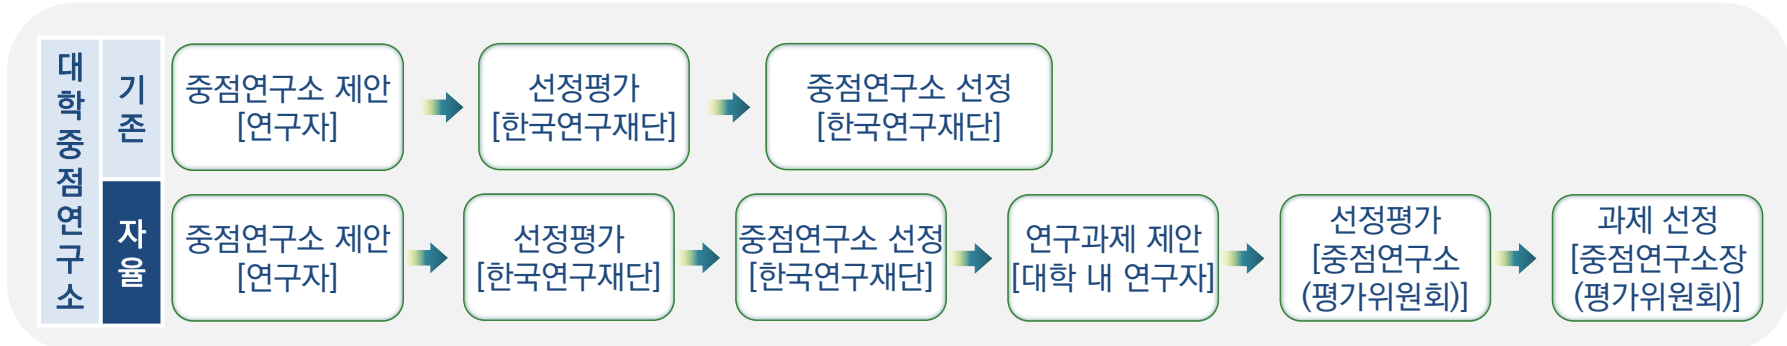 대학중점연구소
기존
중점연구소 제안
[연구자]
선정평가
[한국연구재단]
중점연구소 선정
[한국연구재단]
자율
중점연구소 제안
[연구자]
선정평가
[한국연구재단]
중점연구소 선정
[한국연구재단]
연구과제 제안
[대학 내 연구자]
선정평가
[중점연구소
(평가위원회)]
과제 선정
[중점연구소장
(평가위원회)]